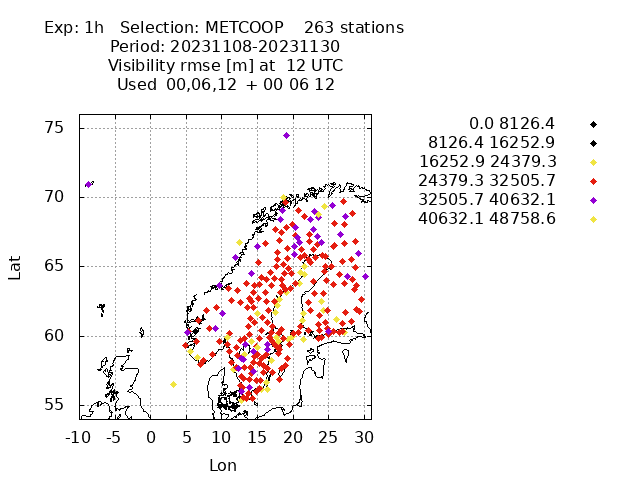 Exp: 1h   Selection: METCOOP    263 stations
Period: 20231108-20231130
Visibility rmse [m] at  12 UTC
Used  00,06,12  + 00 06 12
75
70
65
60
55
Lat
-10 -5 0 5 10 15 20 25 30
Lon
0.0 8126.4
8126.4 16252.9
16252.9 24379.3
24379.3 32505.7
32505.7 40632.1
40632.1 48758.6